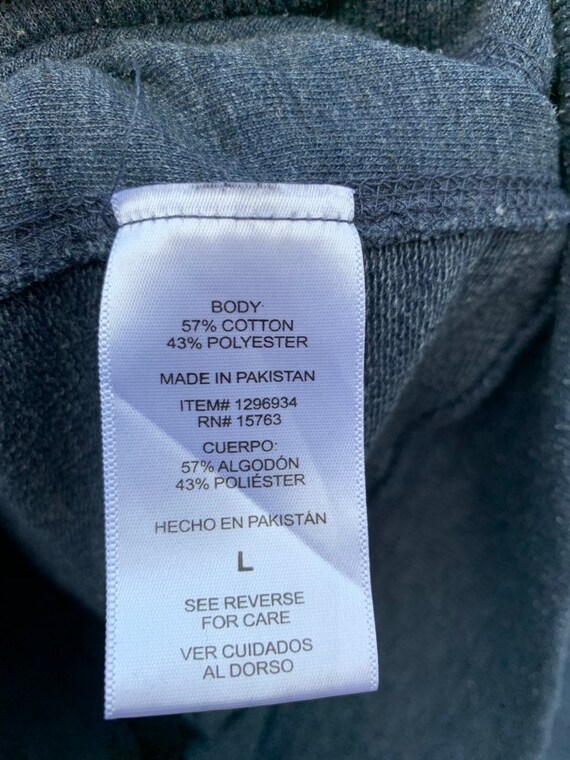 BODY:
57% COTTON
43% POLYESTER
MADE IN PAKISTAN
ITEM# 1296934
RN# 15763
CUERPO:
57% ALGODÓN
43% POLIÉSTER
HECHO EN PAKISTÁN
L
SEE REVERSE
FOR CARE
VER CUIDADOS
AL DORSO